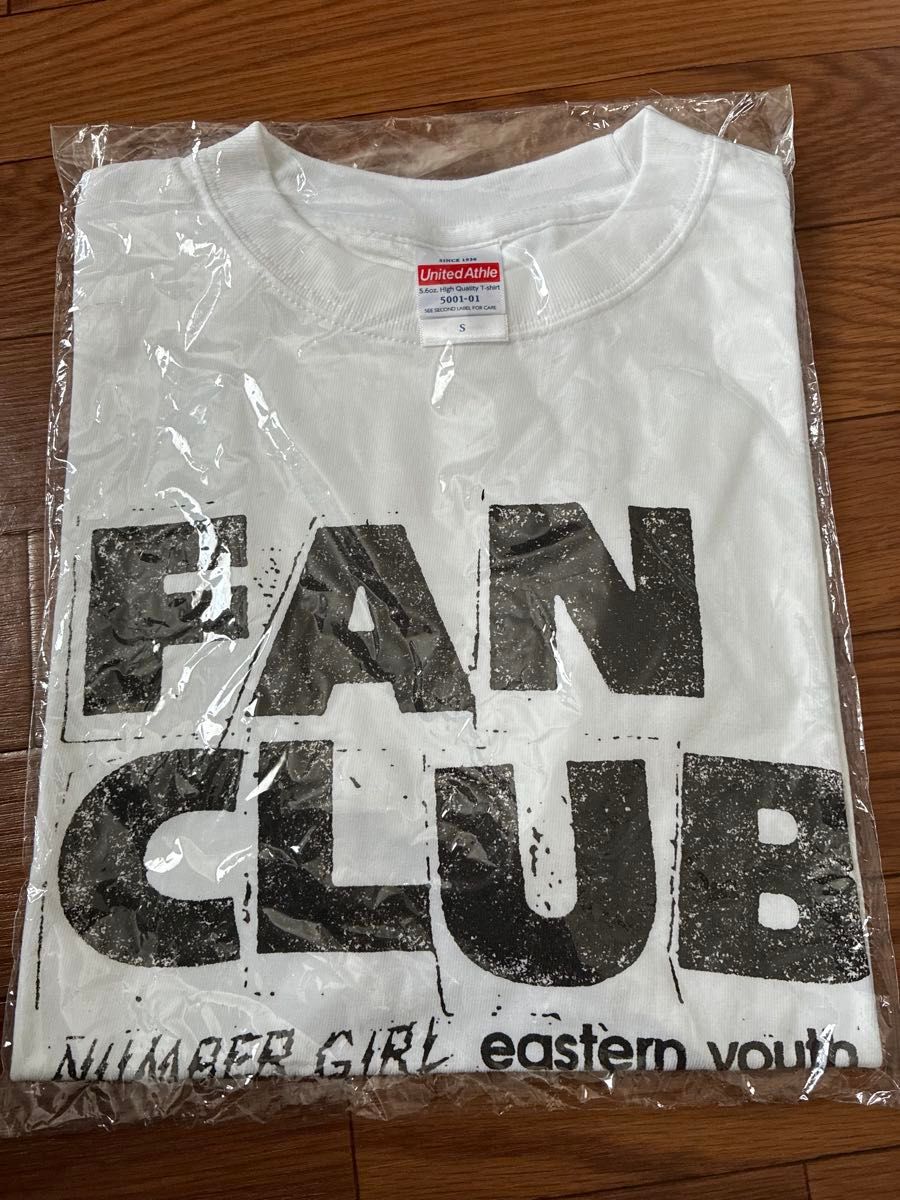 SINCE 1936
United Athle
5.6oz. High Quality T-shirt
5001-01
SEE SECOND LABEL FOR CARE
S
FAN
CLUB
NUMBER GIRL eastern youth